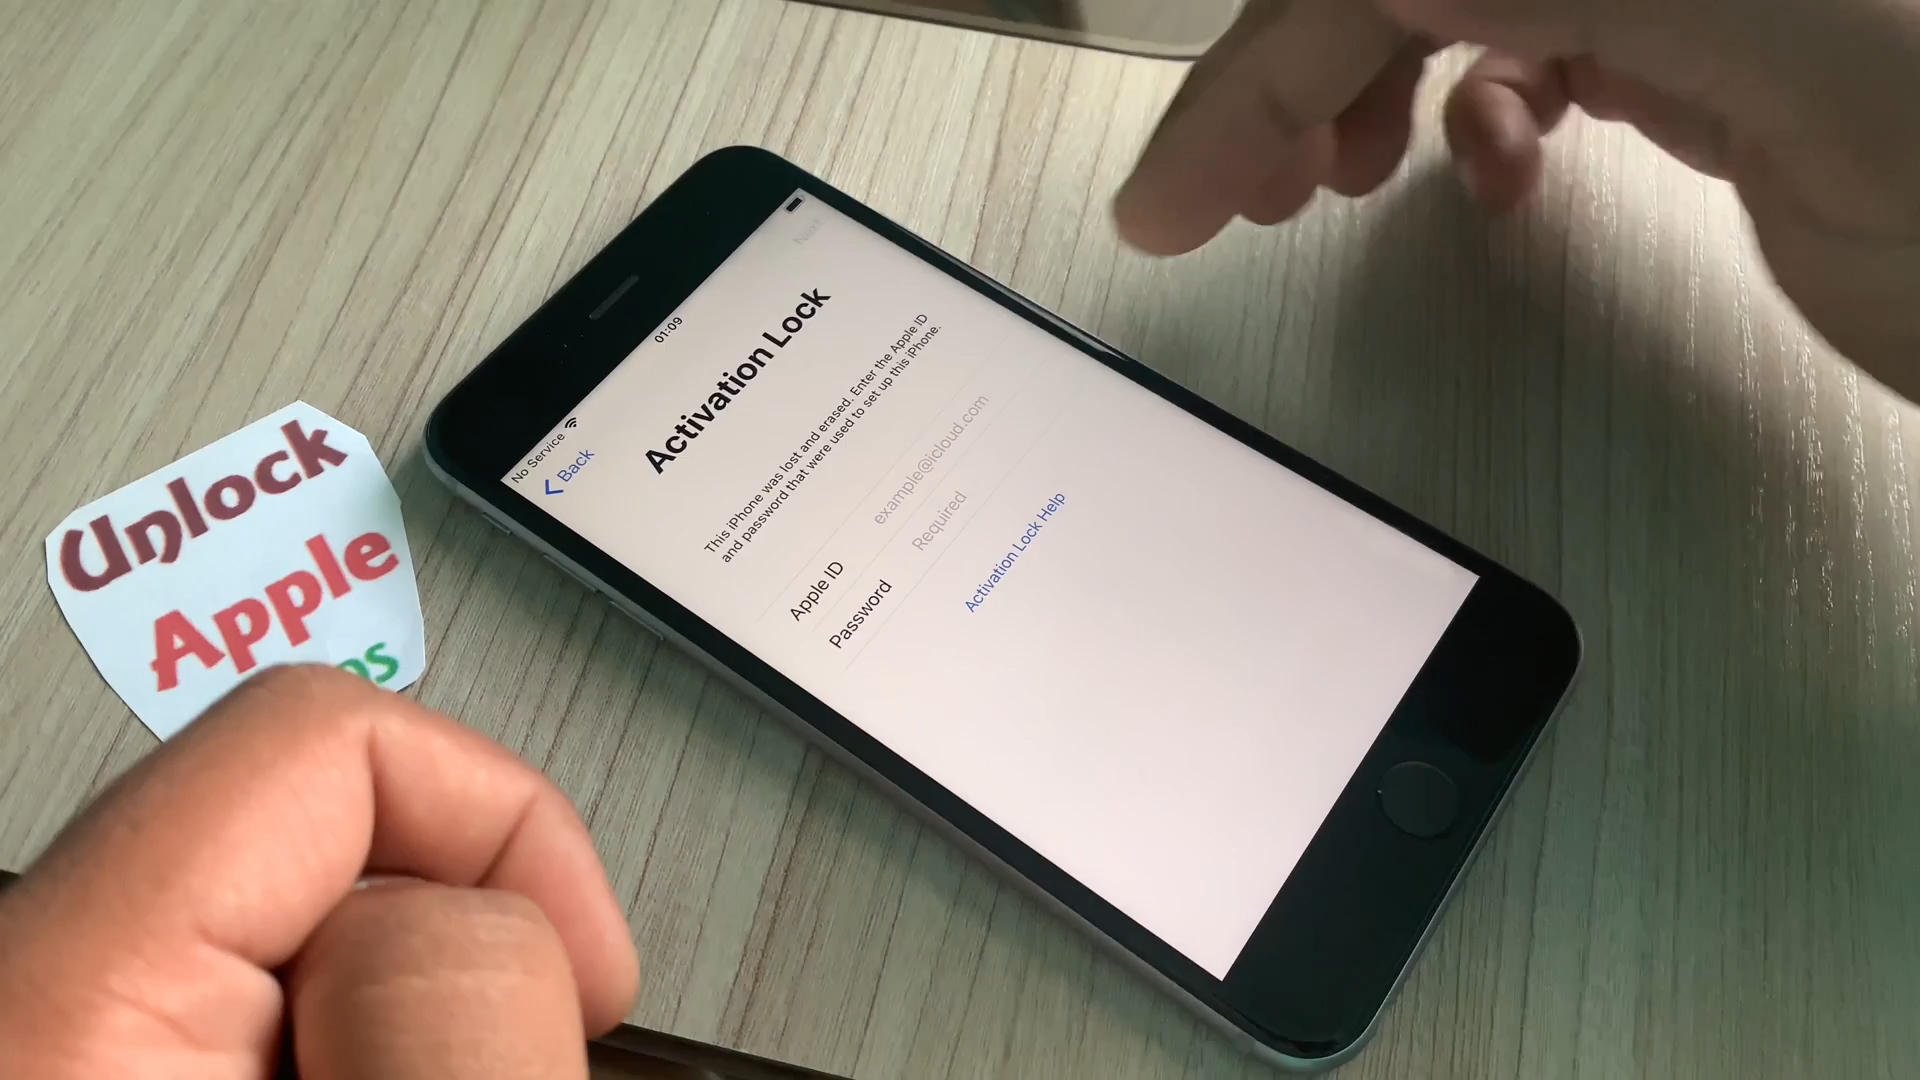 Unlock
Apple
No Service
01:09
Back
Next
Activation Lock
This iPhone was lost and erased. Enter the Apple ID
and password that were used to set up this iPhone.
Apple ID example@icloud.com
Password Required
Activation Lock Help